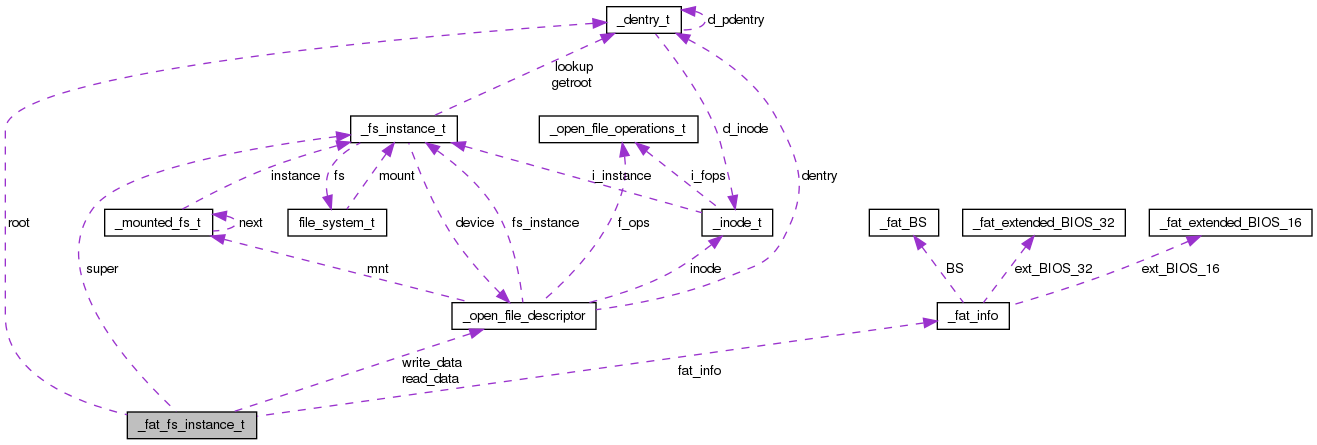 _dentry_t
d_pdentry
lookup
getroot
_fs_instance_t
_open_file_operations_t
d_inode
instance
fs
mount
i_instance
i_fops
dentry
root
_mounted_fs_t
next
file_system_t
device
fs_instance
f_ops
_inode_t
_fat_BS
_fat_extended_BIOS_32
_fat_extended_BIOS_16
super
mnt
inode
BS
ext_BIOS_32
ext_BIOS_16
_open_file_descriptor
_fat_info
write_data
read_data
fat_info
_fat_fs_instance_t